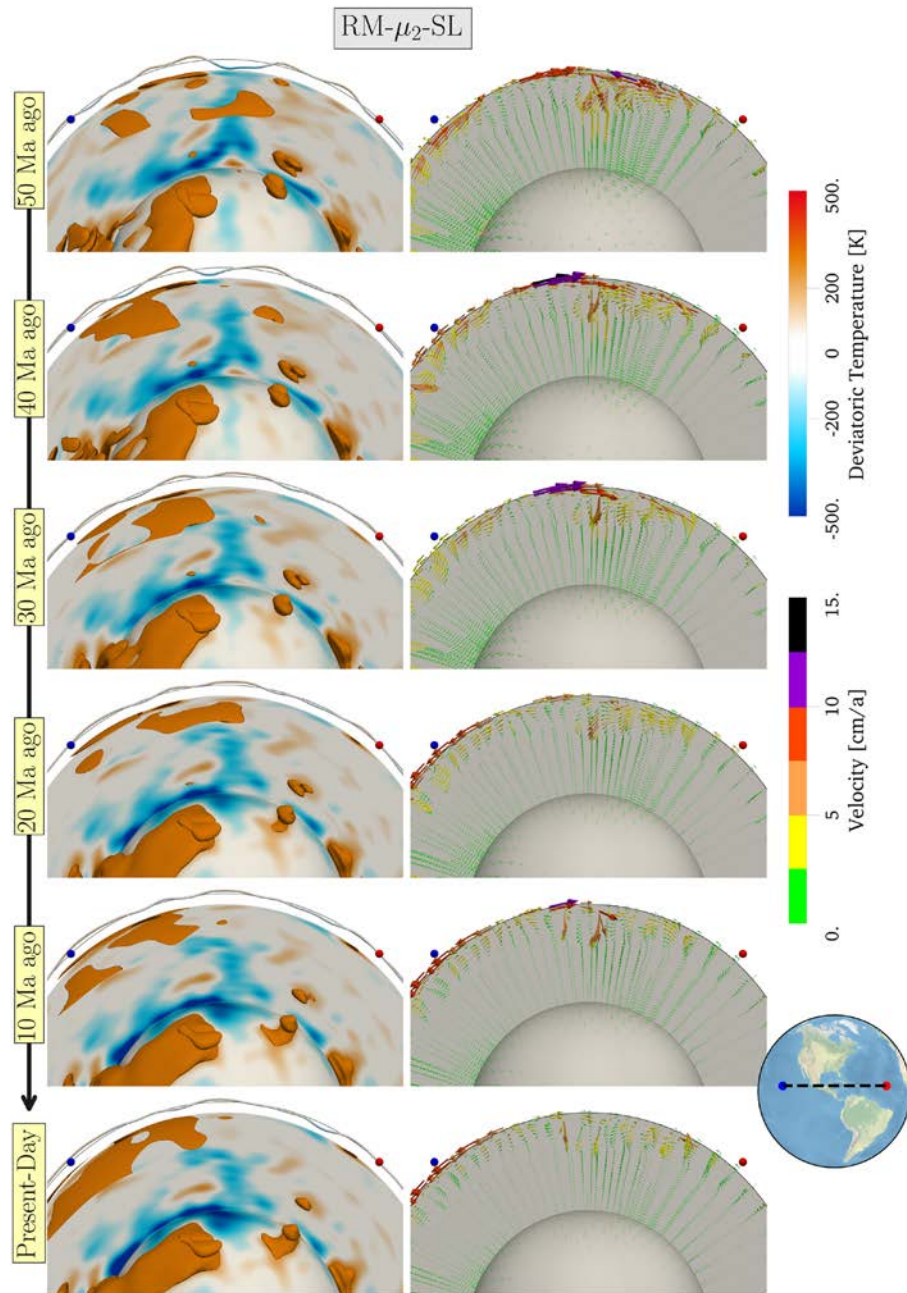 RM-μ₂-SL
50 Ma ago
40 Ma ago
30 Ma ago
20 Ma ago
10 Ma ago
Present-Day
500.
200
0
-200
-500.
Deviatoric Temperature [K]
15.
10
5
0.
Velocity [cm/a]